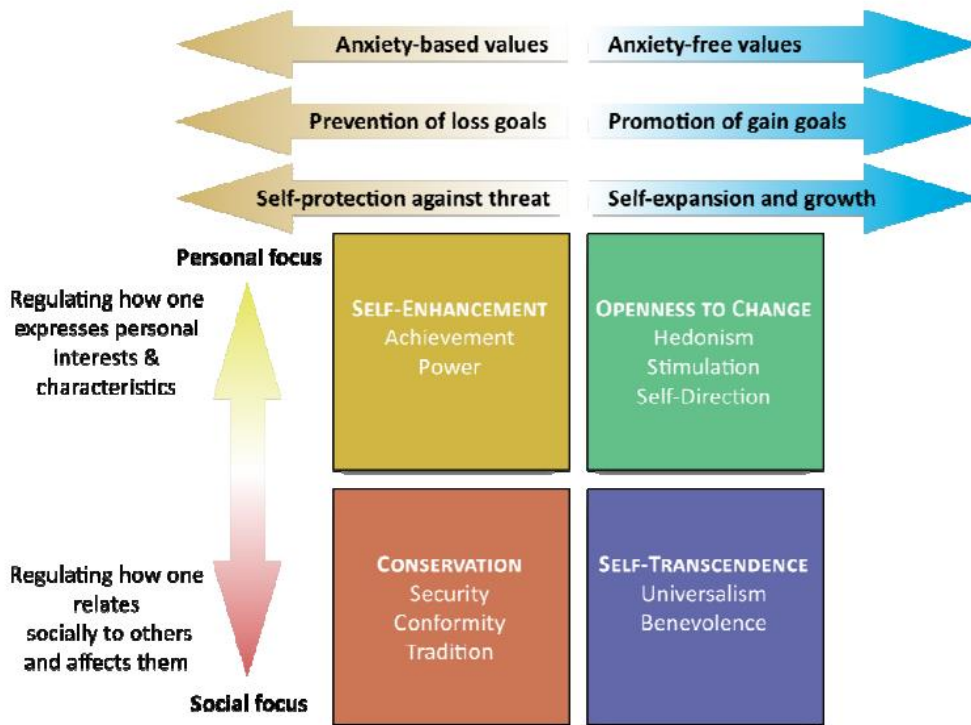 Anxiety-based values
Anxiety-free values
Prevention of loss goals
Promotion of gain goals
Self-protection against threat
Self-expansion and growth
Personal focus
Regulating how one
expresses personal
interests &
characteristics
SELF-ENHANCEMENT
Achievement
Power
OPENNESS TO CHANGE
Hedonism
Stimulation
Self-Direction
Regulating how one
relates
socially to others
and affects them
Social focus
CONSERVATION
Security
Conformity
Tradition
SELF-TRANSCENDENCE
Universalism
Benevolence